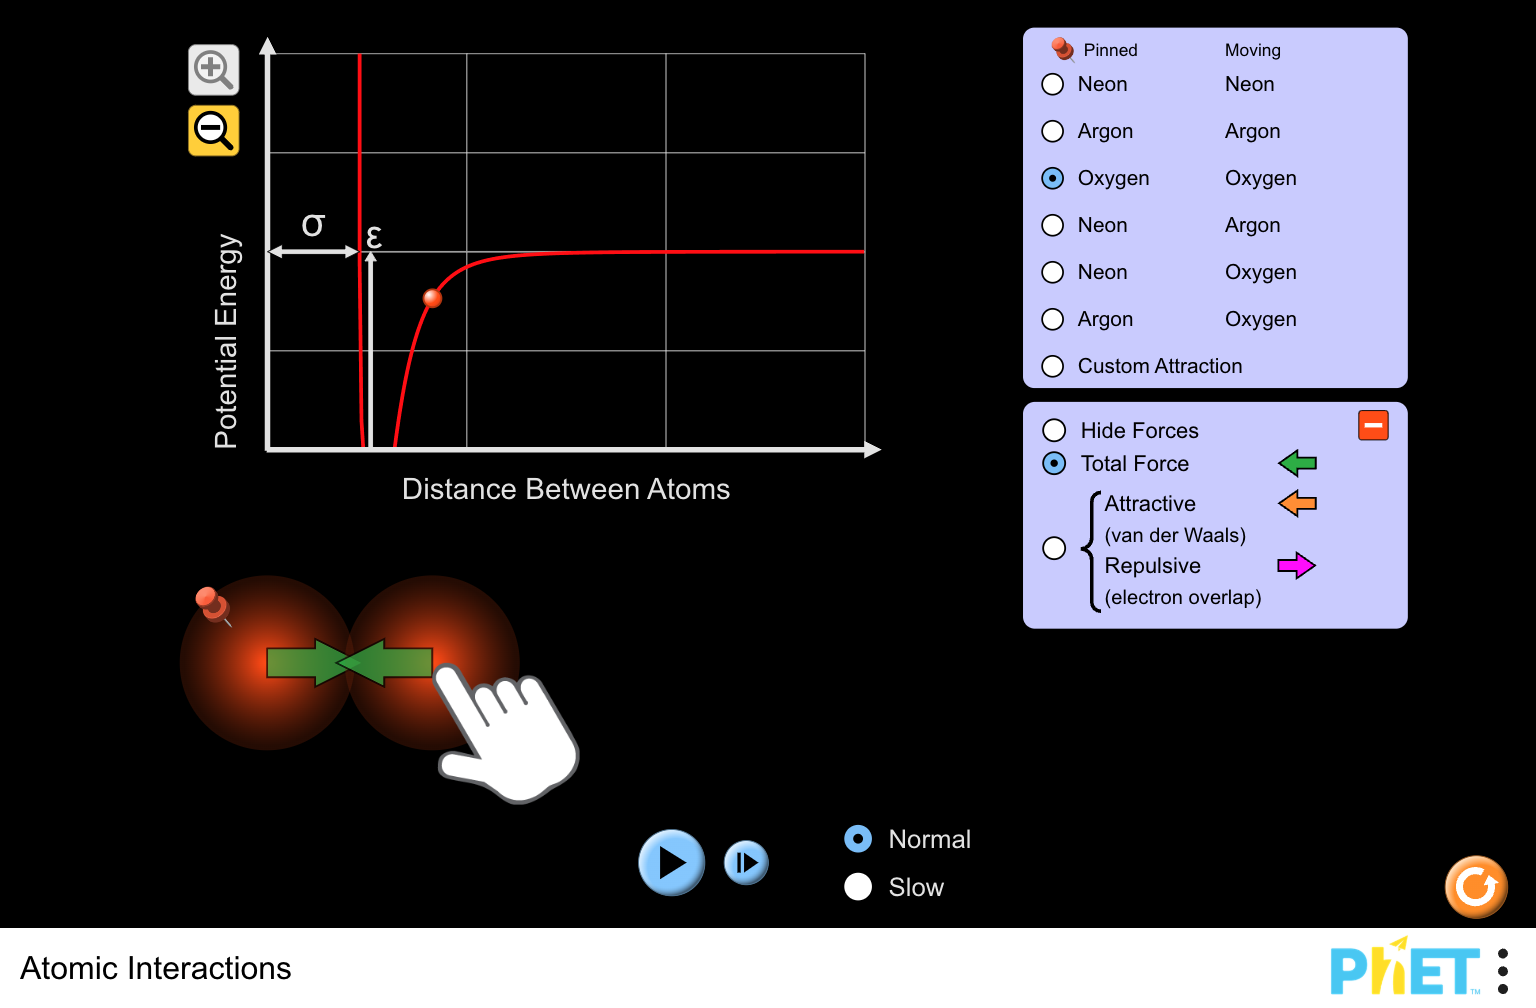 σ
ε
Potential Energy
Distance Between Atoms
Pinned Moving
Neon Neon
Argon Argon
Oxygen Oxygen
Neon Argon
Neon Oxygen
Argon Oxygen
Custom Attraction
Hide Forces
Total Force
Attractive
(van der Waals)
Repulsive
(electron overlap)
Normal
Slow
Atomic Interactions
PhET™